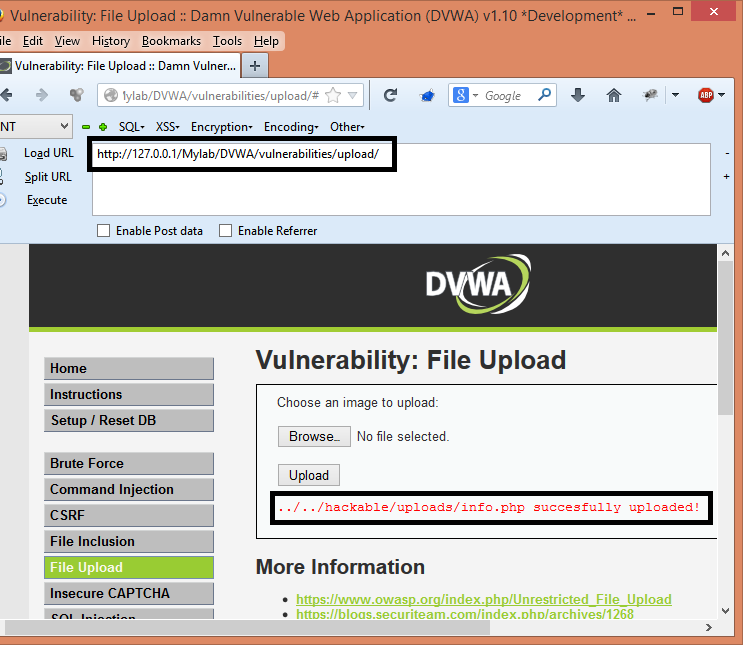 Vulnerability: File Upload :: Damn Vulnerable Web Application (DVWA) v1.10 *Development* ...
ile Edit View History Bookmarks Tools Help
Vulnerability: File Upload :: Damn Vulner... +
ylab/DVWA/vulnerabilities/upload/# 8 Google ABP
NT SQL XSS Encryption Encoding Other
Load URL http://127.0.0.1/Mylab/DVWA/vulnerabilities/upload/
Split URL
Execute
Enable Post data Enable Referrer
DVWA
Vulnerability: File Upload
Home
Instructions
Setup / Reset DB
Brute Force
Command Injection
CSRF
File Inclusion
File Upload
Insecure CAPTCHA
SQL Injection
Choose an image to upload:
Browse... No file selected.
Upload
../../hackable/uploads/info.php succesfully uploaded!
More Information
https://www.owasp.org/index.php/Unrestricted_File_Upload
https://blogs.securiteam.com/index.php/archives/1268